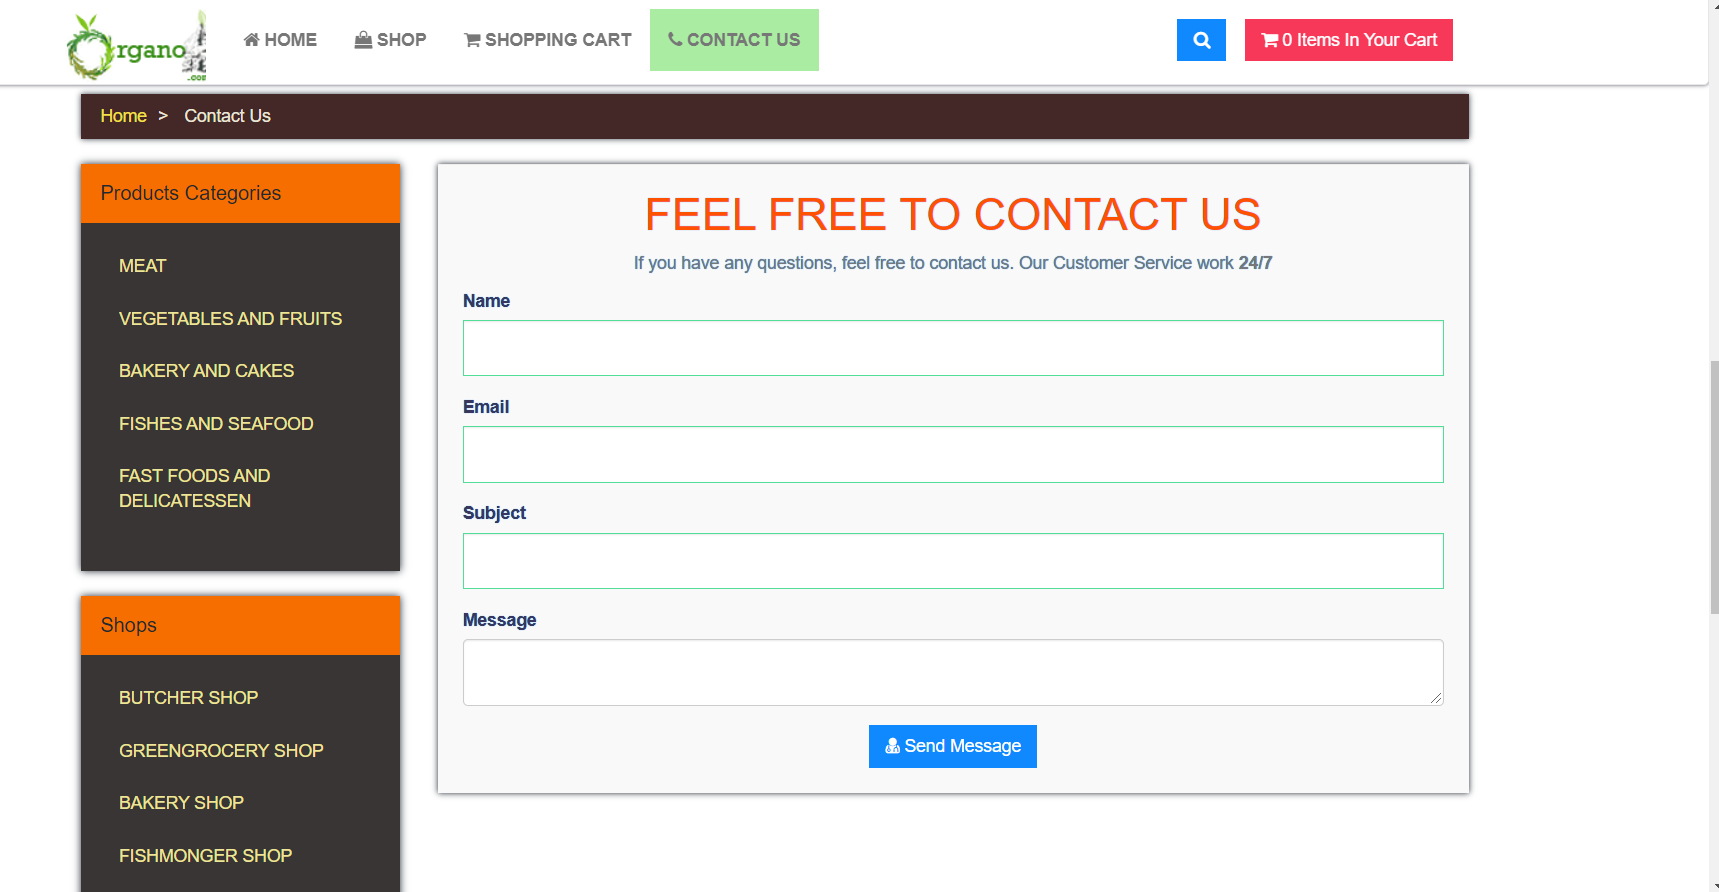 rgano
.com
HOME
SHOP
SHOPPING CART
CONTACT US
0 Items In Your Cart
Home > Contact Us
Products Categories
MEAT
VEGETABLES AND FRUITS
BAKERY AND CAKES
FISHES AND SEAFOOD
FAST FOODS AND
DELICATESSEN
Shops
BUTCHER SHOP
GREENGROCERY SHOP
BAKERY SHOP
FISHMONGER SHOP
FEEL FREE TO CONTACT US
If you have any questions, feel free to contact us. Our Customer Service work 24/7
Name
Email
Subject
Message
Send Message